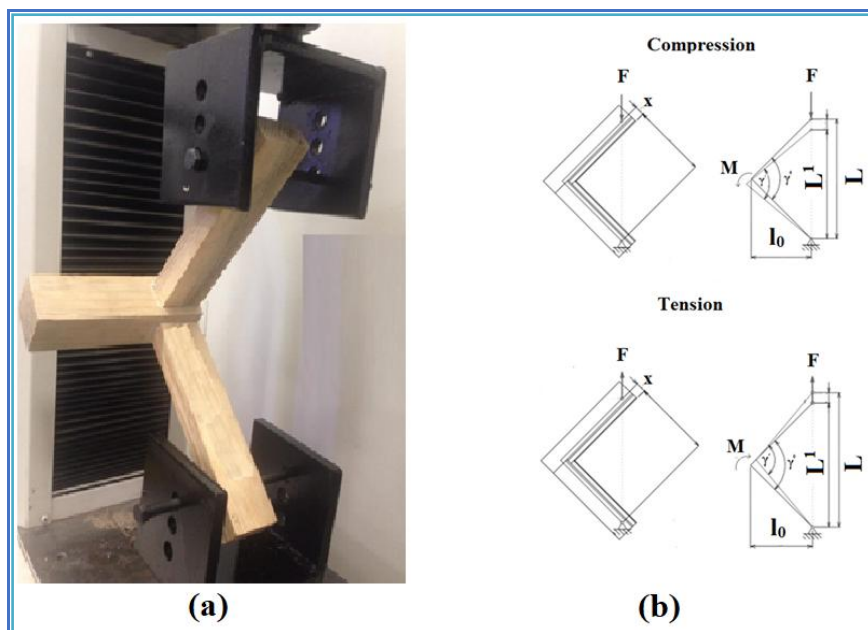 Compression
F
F
x
M
γ
γ'
L¹
L
l₀
Tension
F
F
x
M
γ'
γ'
L¹
L
l₀
(a)
(b)